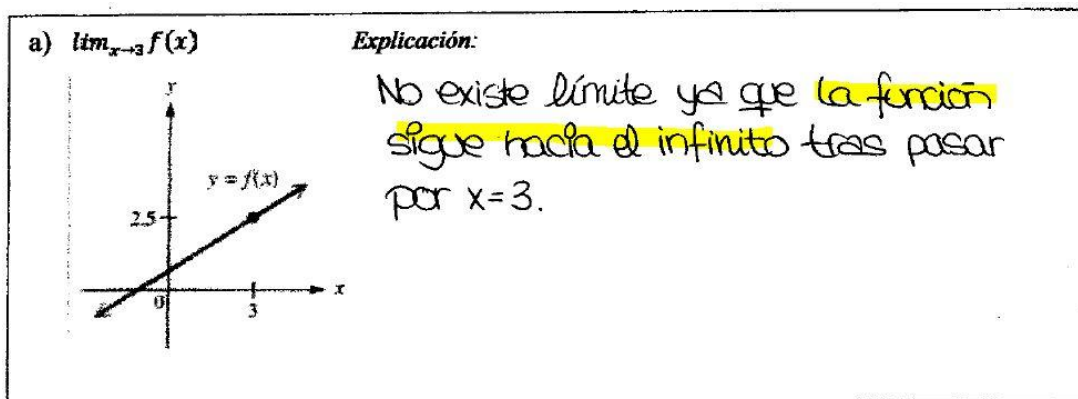 a) lim_{x→3} f(x) Explicación:
No existe límite ya que la función
sigue hacia el infinito tras pasar
por x=3.
y
y = f(x)
2.5
0
3
x